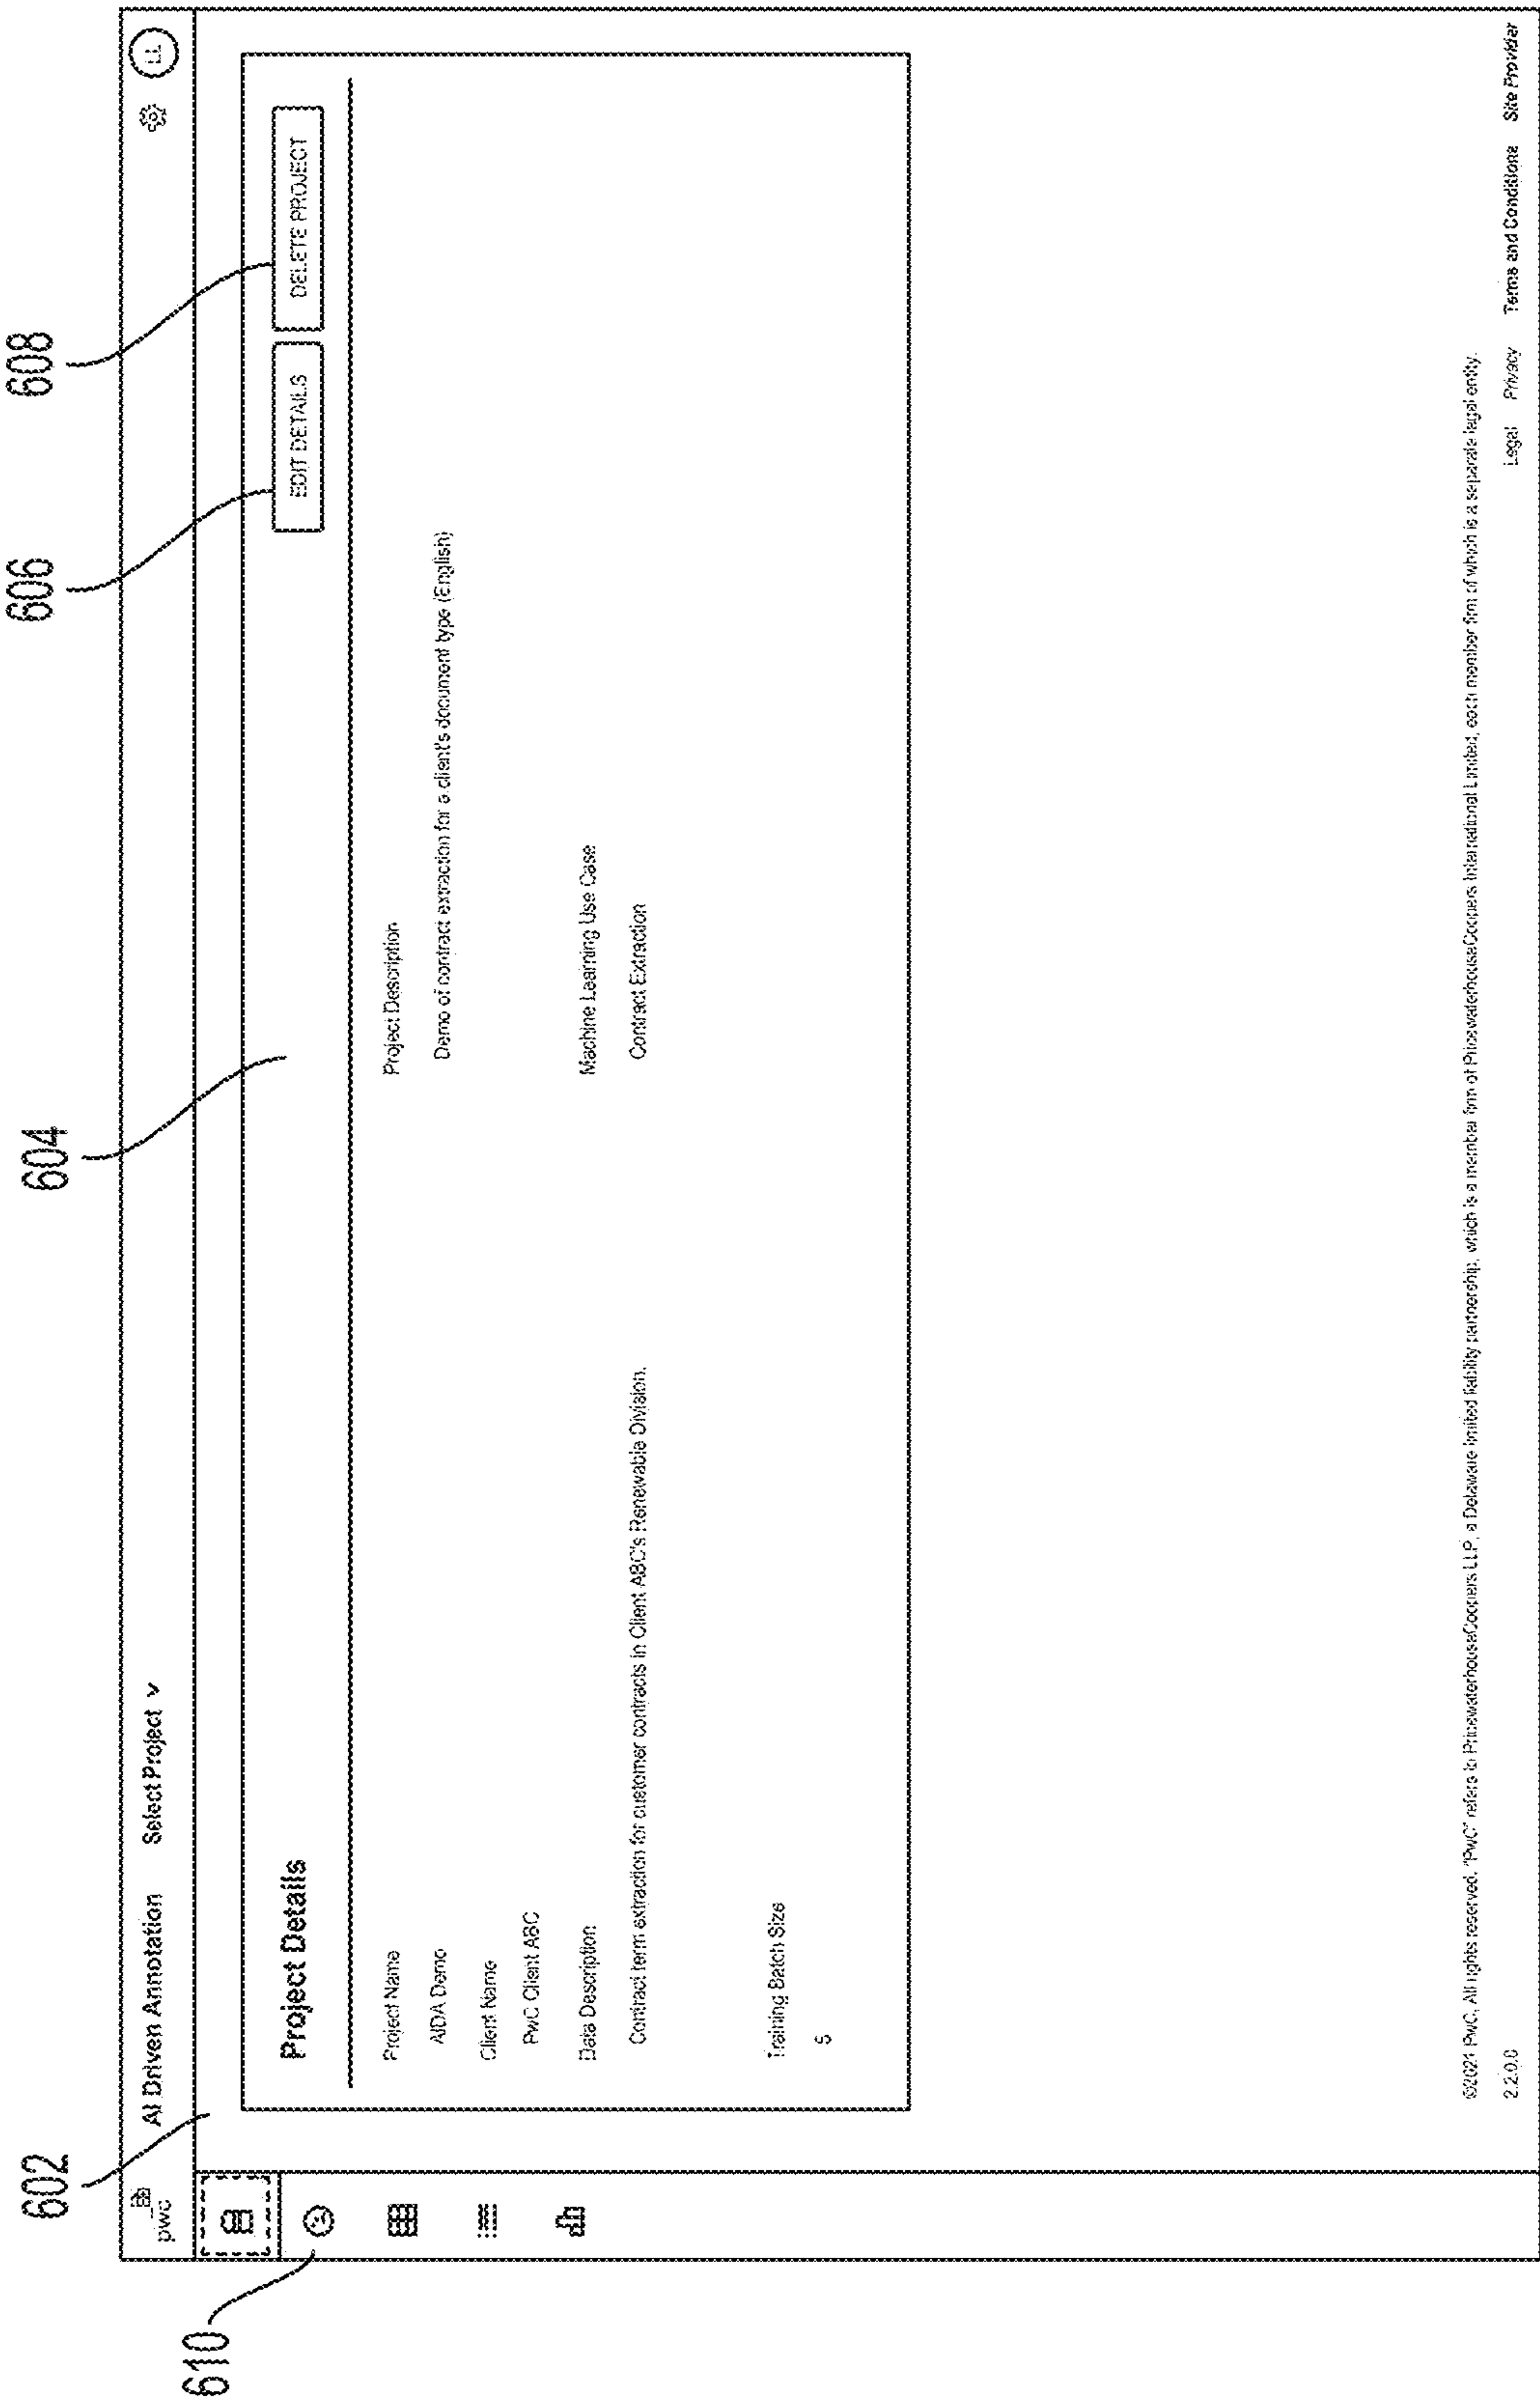 602
604
606
608
610
pwc
AI Driven Annotation
Select Project
LL
Project Details
EDIT DETAILS
DELETE PROJECT
Project Name
AIDA Demo
Project Description
Demo of contract extraction for a client's document type (English)
Client Name
PwC Client ABC
Data Description
Contract term extraction for customer contracts in Client ABC's Renewable Division.
Machine Learning Use Case
Contract Extraction
Training Batch Size
5
©2021 PwC. All rights reserved. "PwC" refers to PricewaterhouseCoopers LLP, a Delaware limited liability partnership, which is a member firm of PricewaterhouseCoopers International Limited, each member firm of which is a separate legal entity.
2.2.0.0
Legal Privacy Terms and Conditions Site Provider